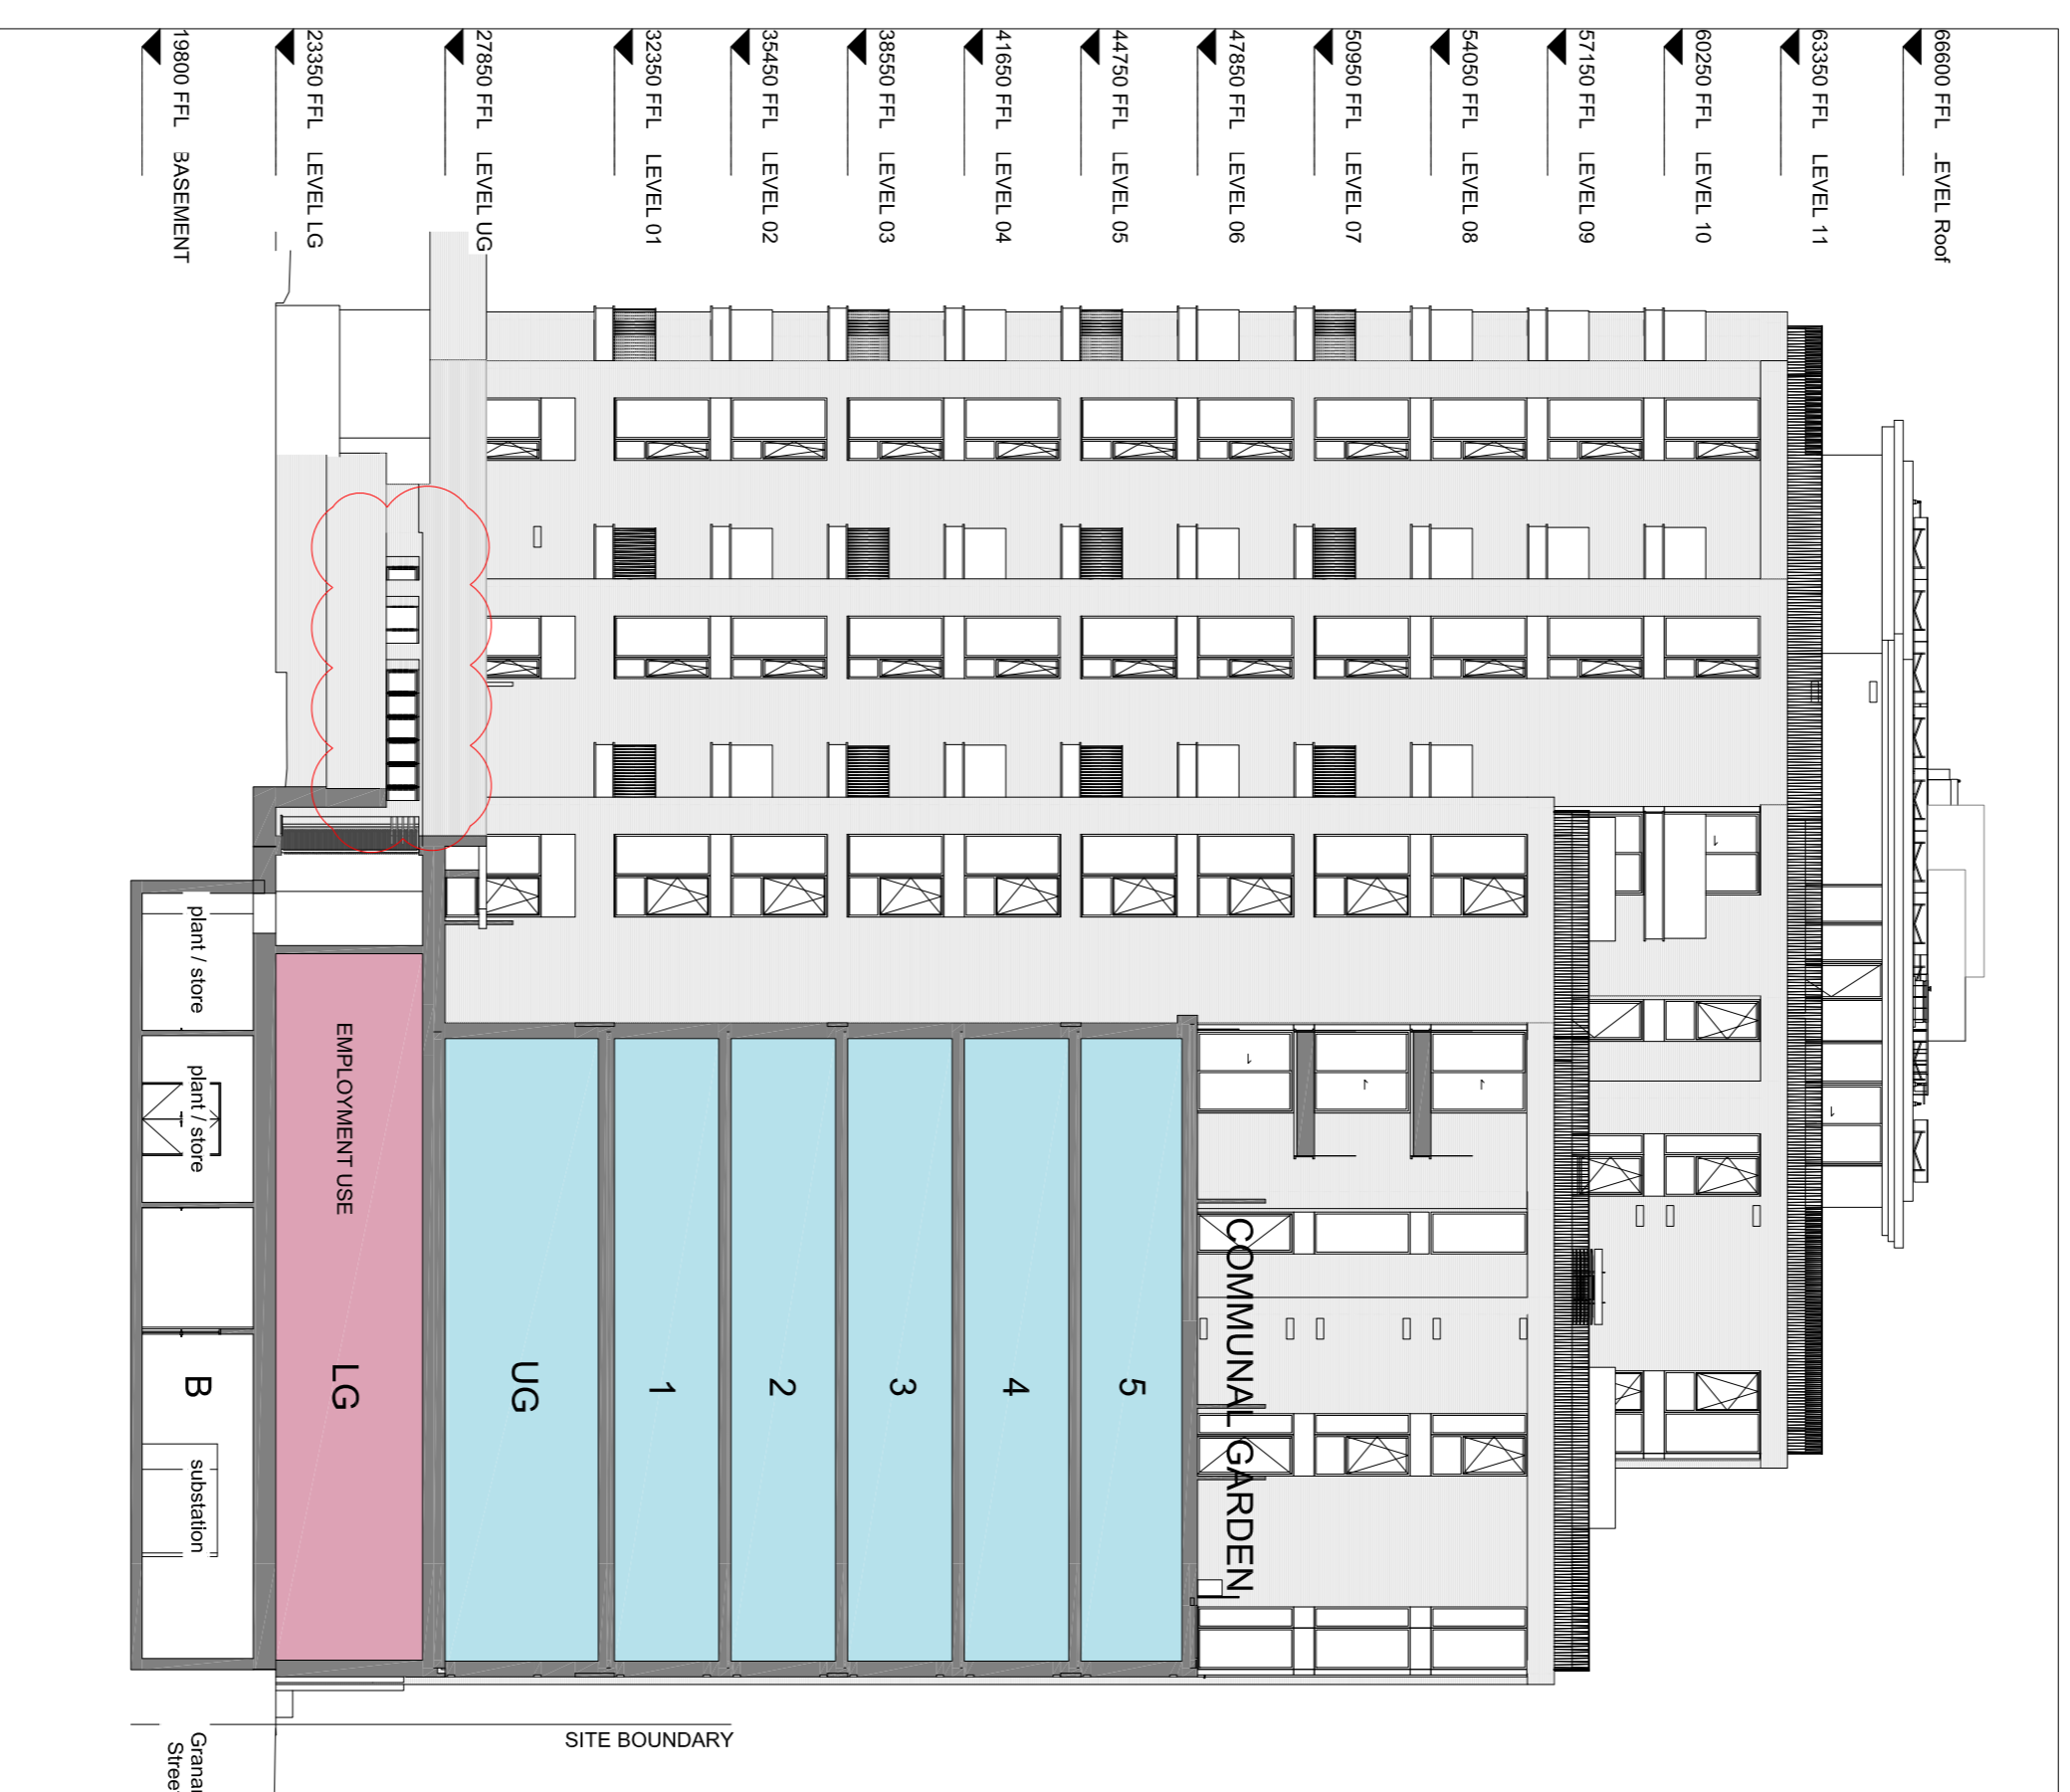 66600 FFL LEVEL Roof
63350 FFL LEVEL 11
60250 FFL LEVEL 10
57150 FFL LEVEL 09
54050 FFL LEVEL 08
50950 FFL LEVEL 07
47850 FFL LEVEL 06
44750 FFL LEVEL 05
41650 FFL LEVEL 04
38550 FFL LEVEL 03
35450 FFL LEVEL 02
32350 FFL LEVEL 01
27850 FFL LEVEL UG
23350 FFL LEVEL LG
19800 FFL BASEMENT
COMMUNAL GARDEN
5
4
3
2
1
UG
EMPLOYMENT USE
LG
plant / store
plant / store
B
substation
SITE BOUNDARY
Granar
Stree